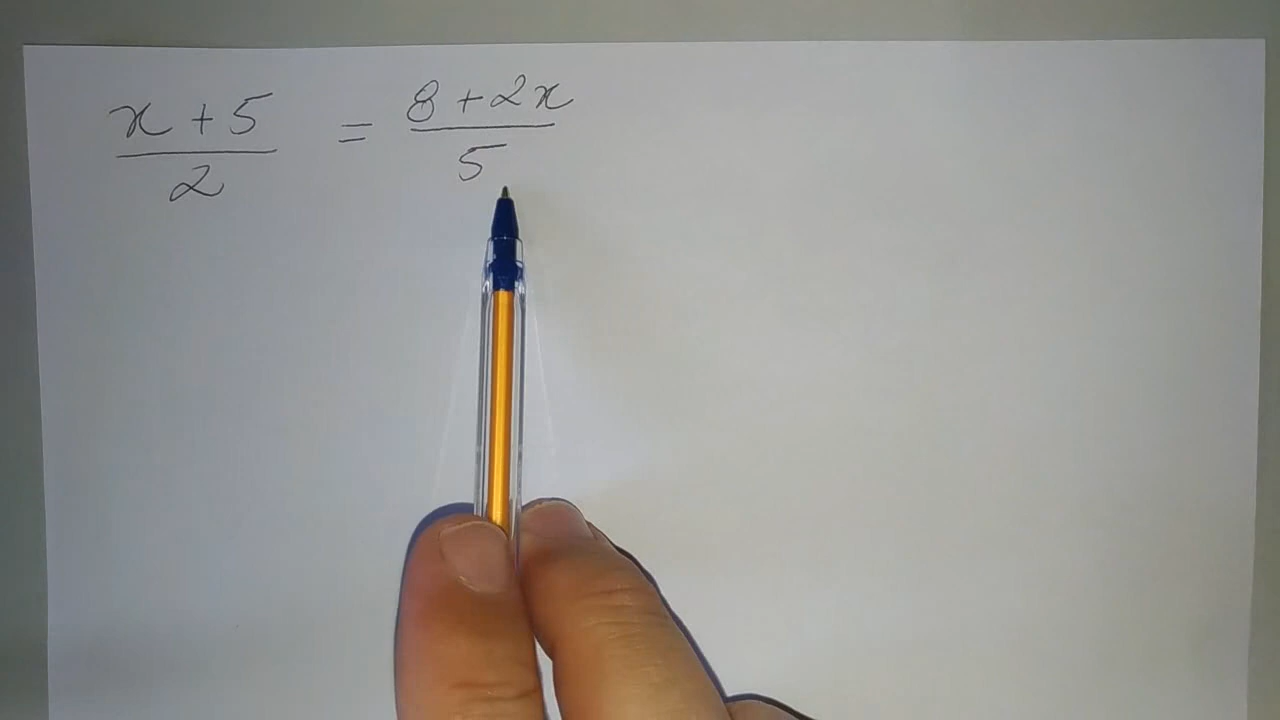 x + 5 = 8 + 2x
2 5